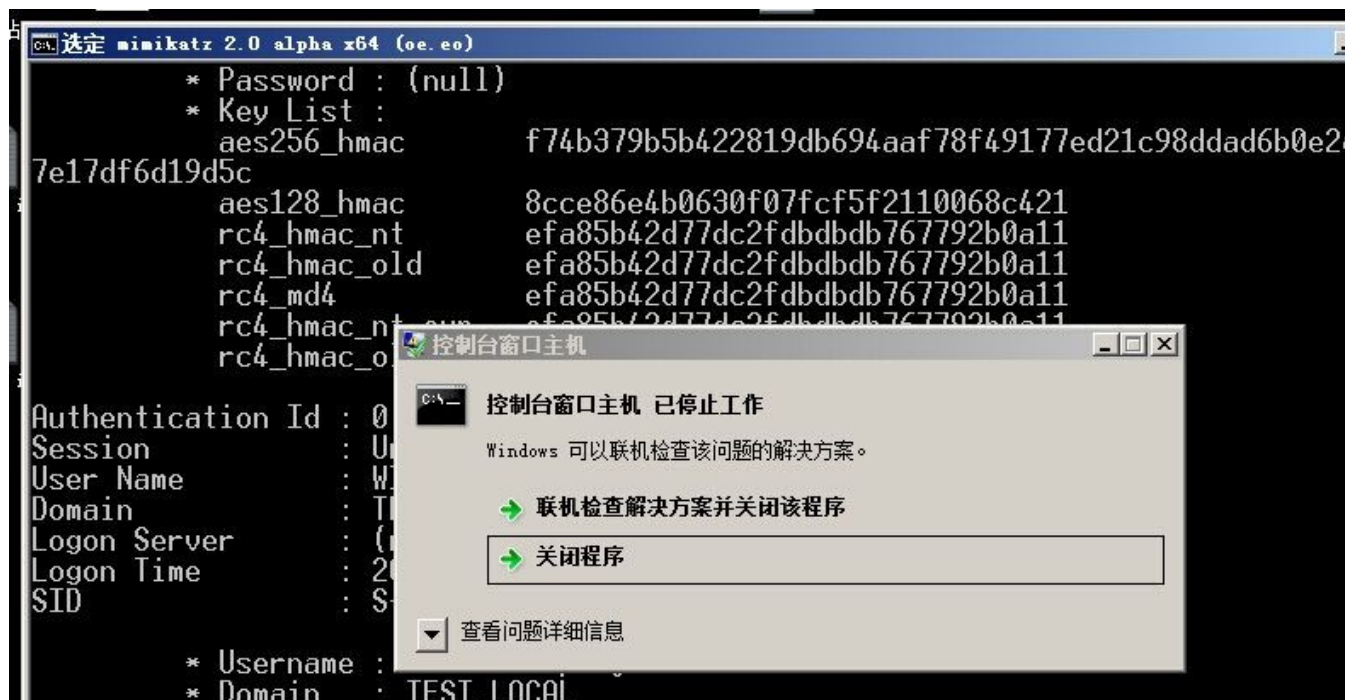 选定 mimikatz 2.0 alpha x64 (oe.eo)
* Password : (null)
* Key List :
aes256_hmac f74b379b5b422819db694aaf78f49177ed21c98ddad6b0e2
7e17df6d19d5c
aes128_hmac 8cce86e4b0630f07fcf5f2110068c421
rc4_hmac_nt efa85b42d77dc2fdbdbdb767792b0a11
rc4_hmac_old efa85b42d77dc2fdbdbdb767792b0a11
rc4_md4 efa85b42d77dc2fdbdbdb767792b0a11
rc4_hmac_nt_exp efa85b42d77dc2fdbdbdb767792b0a11
rc4_hmac_o
控制台窗口主机
控制台窗口主机 已停止工作
Windows 可以联机检查该问题的解决方案。
联机检查解决方案并关闭该程序
关闭程序
查看问题详细信息
Authentication Id : 0
Session : U
User Name : W
Domain : T
Logon Server : (
Logon Time : 2
SID : S
* Username :
* Domain : TEST.LOCAL